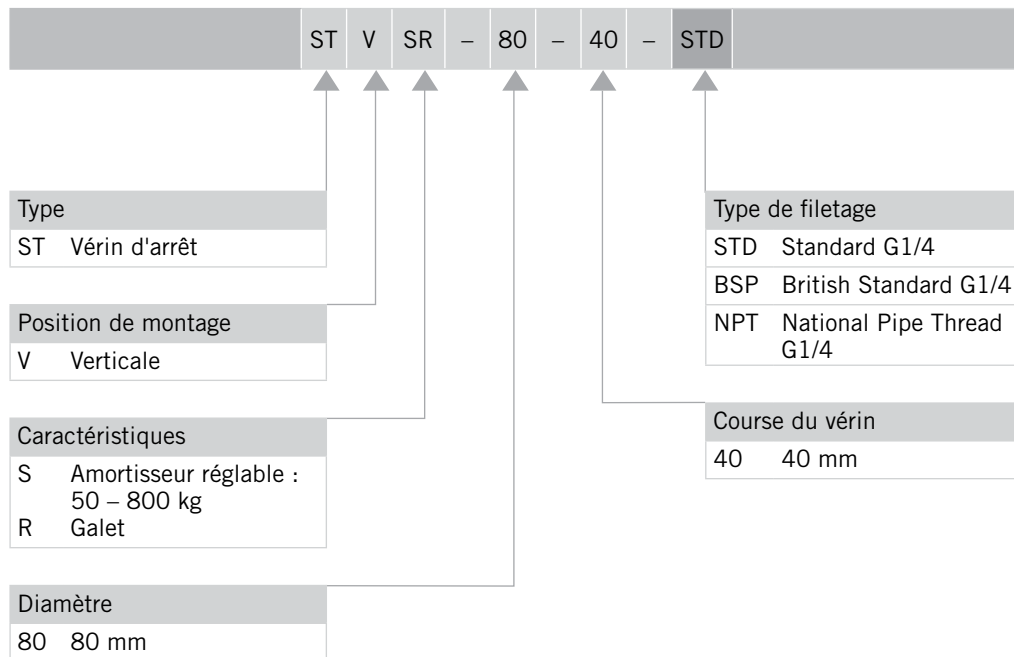 ST V SR – 80 – 40 – STD
Type
ST Vérin d'arrêt
Position de montage
V Verticale
Caractéristiques
S Amortisseur réglable :
50 – 800 kg
R Galet
Diamètre
80 80 mm
Type de filetage
STD Standard G1/4
BSP British Standard G1/4
NPT National Pipe Thread
G1/4
Course du vérin
40 40 mm